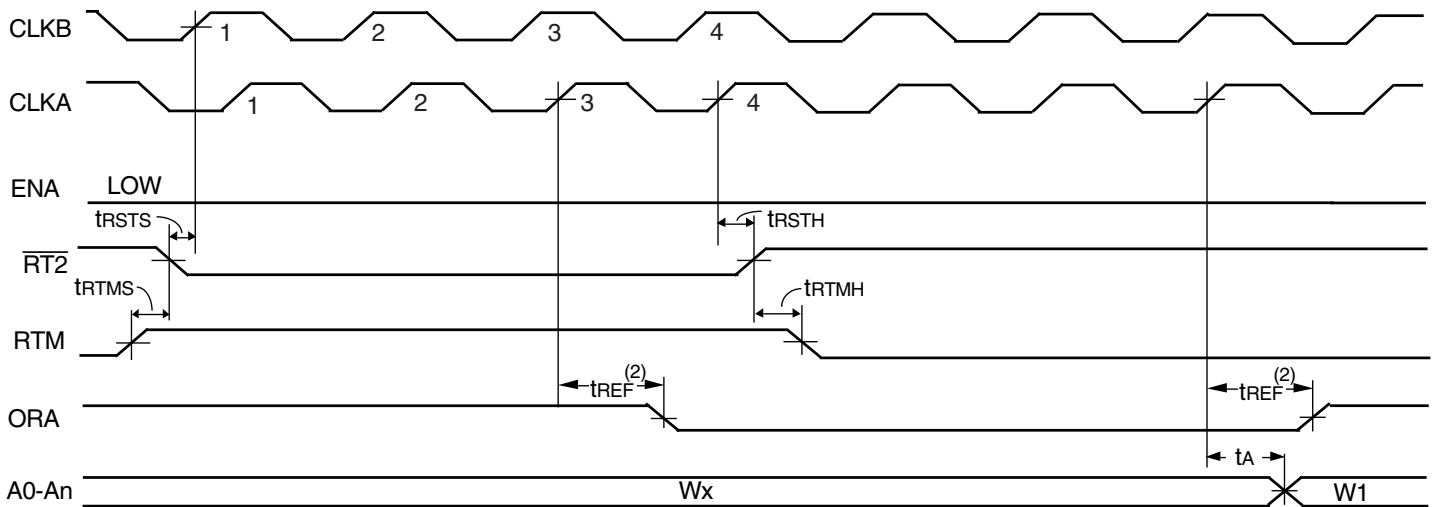 CLKB 1 2 3 4
CLKA 1 2 3 4
ENA LOW
tRSTS tRSTH
RT2
tRTMS tRTMH
RTM
tREF(2) tREF(2)
ORA
tA
A0-An Wx W1